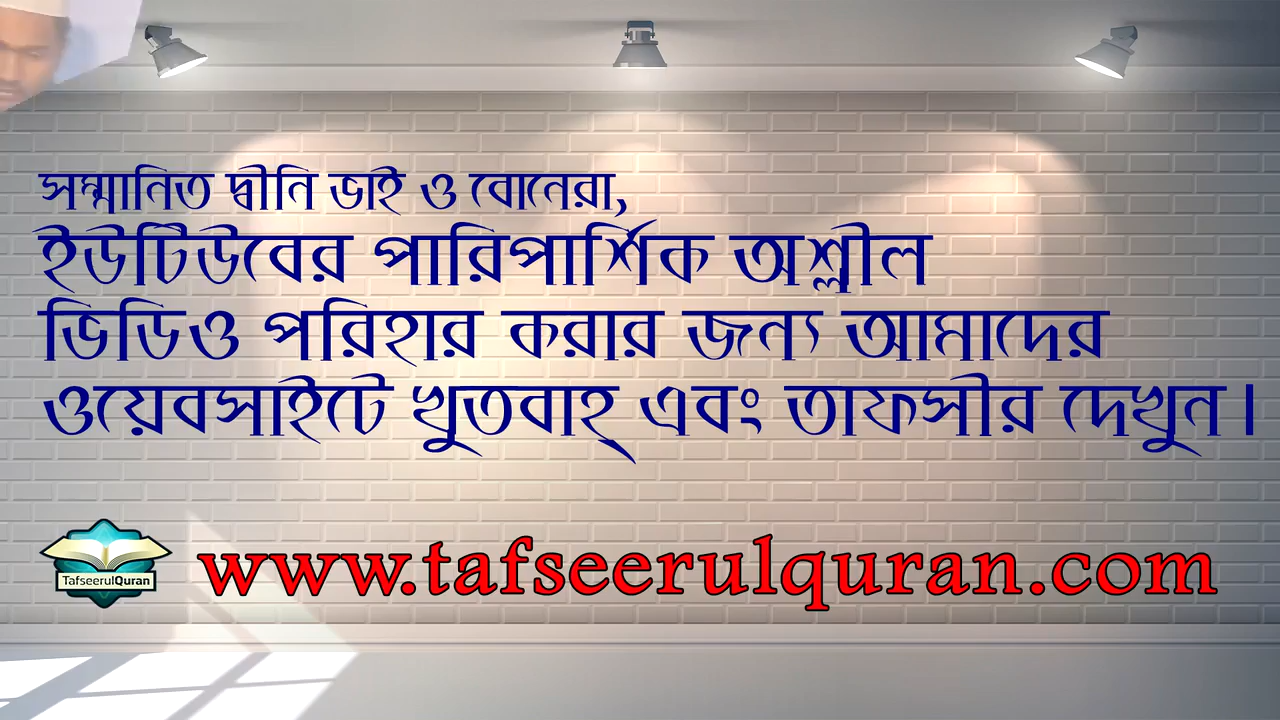 সম্মানিত দ্বীনি ভাই ও বোনেরা,
ইউটিউবের পারিপার্শিক অশ্লীল
ভিডিও পরিহার করার জন্য আমাদের
ওয়েবসাইটে খুতবাহ্ এবং তাফসীর দেখুন।
TafseerulQuran
www.tafseerulquran.com